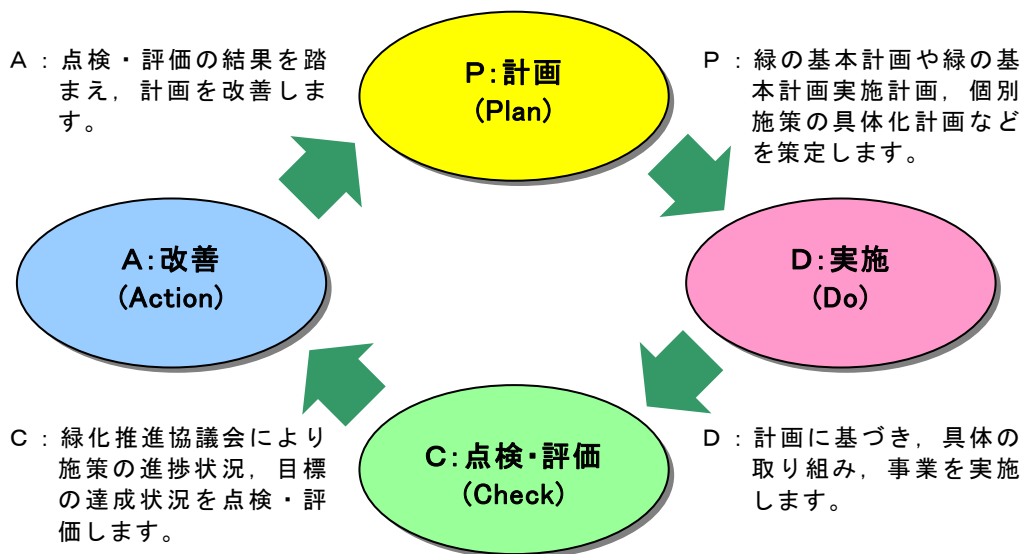 P:計画
(Plan)
P：緑の基本計画や緑の基
本計画実施計画，個別
施策の具体化計画など
を策定します。
D:実施
(Do)
D：計画に基づき，具体の
取り組み，事業を実施
します。
C:点検・評価
(Check)
C：緑化推進協議会により
施策の進捗状況，目標
の達成状況を点検・評
価します。
A:改善
(Action)
A：点検・評価の結果を踏
まえ，計画を改善しま
す。